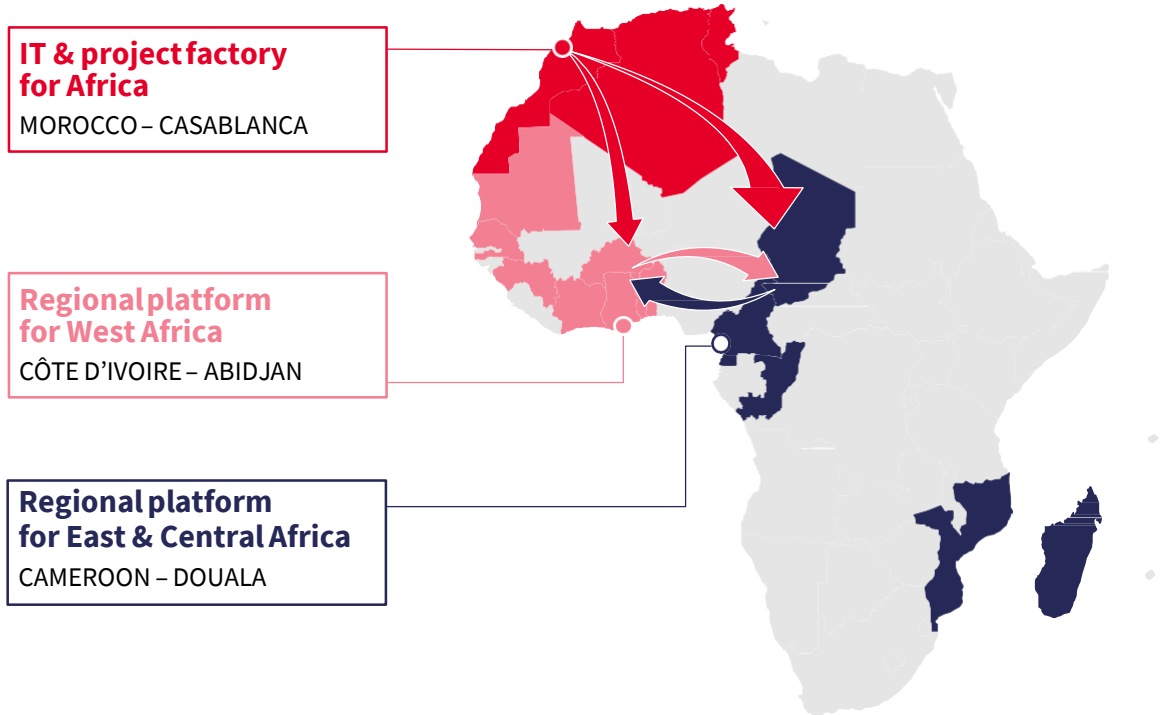 IT & project factory
for Africa
MOROCCO – CASABLANCA
Regional platform
for West Africa
CÔTE D’IVOIRE – ABIDJAN
Regional platform
for East & Central Africa
CAMEROON – DOUALA